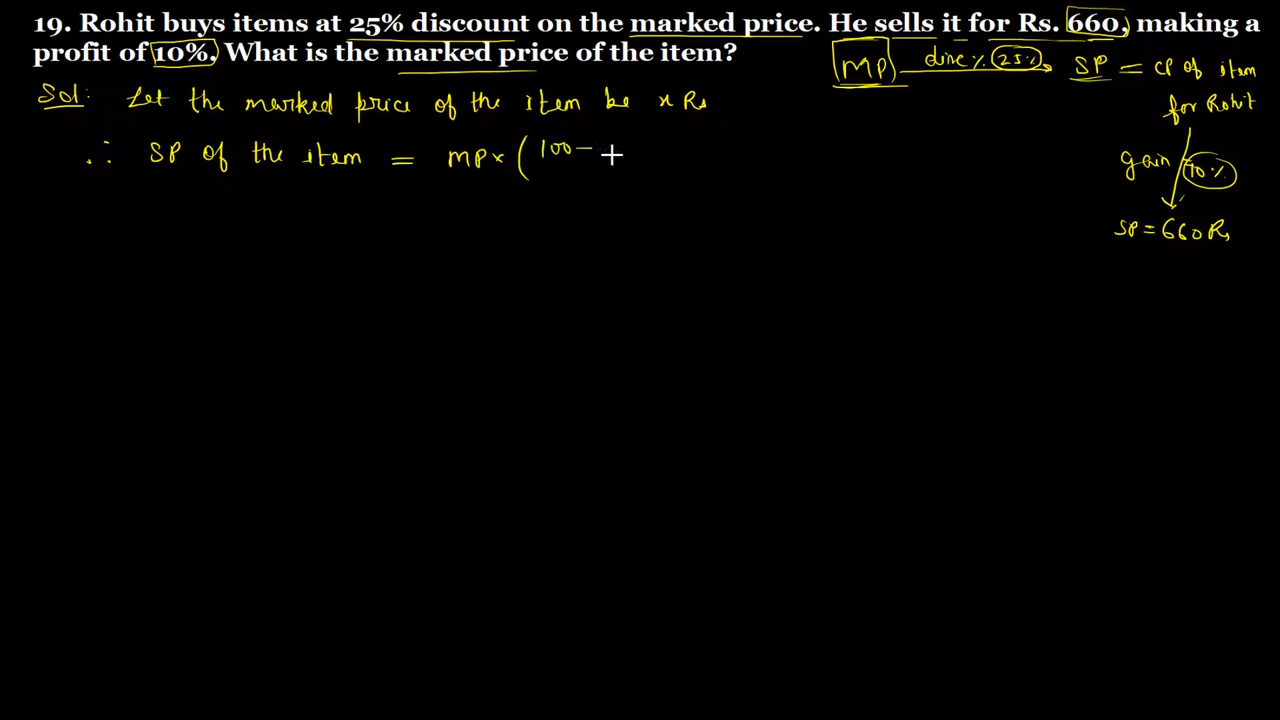 19. Rohit buys items at 25% discount on the marked price. He sells it for Rs. 660, making a
profit of 10%. What is the marked price of the item?
MP disc % 25% SP = CP of item
for Rohit
gain 10%
SP = 660 Rs
Sol: Let the marked price of the item be x Rs
∴ SP of the item = MP× ( 100 −